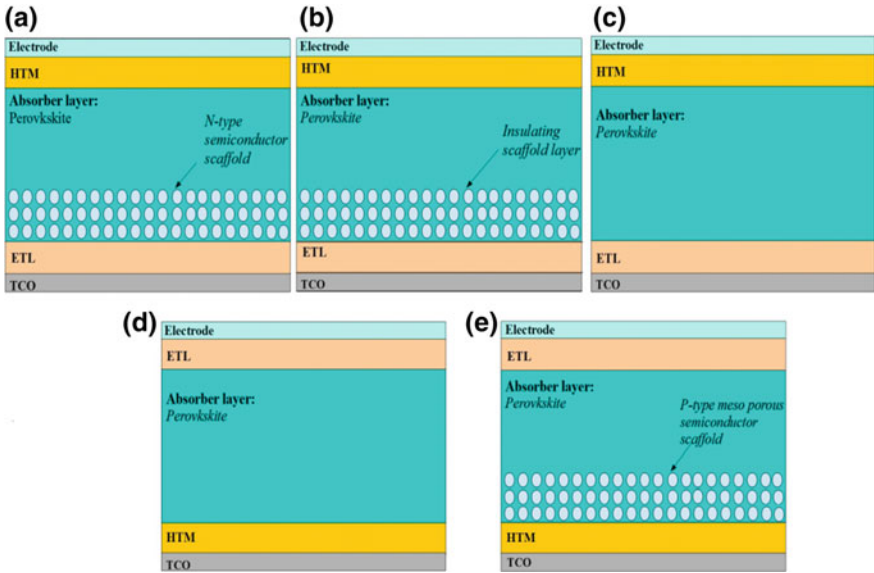 (a)
Electrode
HTM
Absorber layer:
Perovkskite
N-type
semiconductor
scaffold
ETL
TCO
(b)
Electrode
HTM
Absorber layer:
Perovkskite
Insulating
scaffold layer
ETL
TCO
(c)
Electrode
HTM
Absorber layer:
Perovkskite
ETL
TCO
(d)
Electrode
ETL
Absorber layer:
Perovkskite
HTM
TCO
(e)
Electrode
ETL
Absorber layer:
Perovkskite
P-type meso porous
semiconductor
scaffold
HTM
TCO